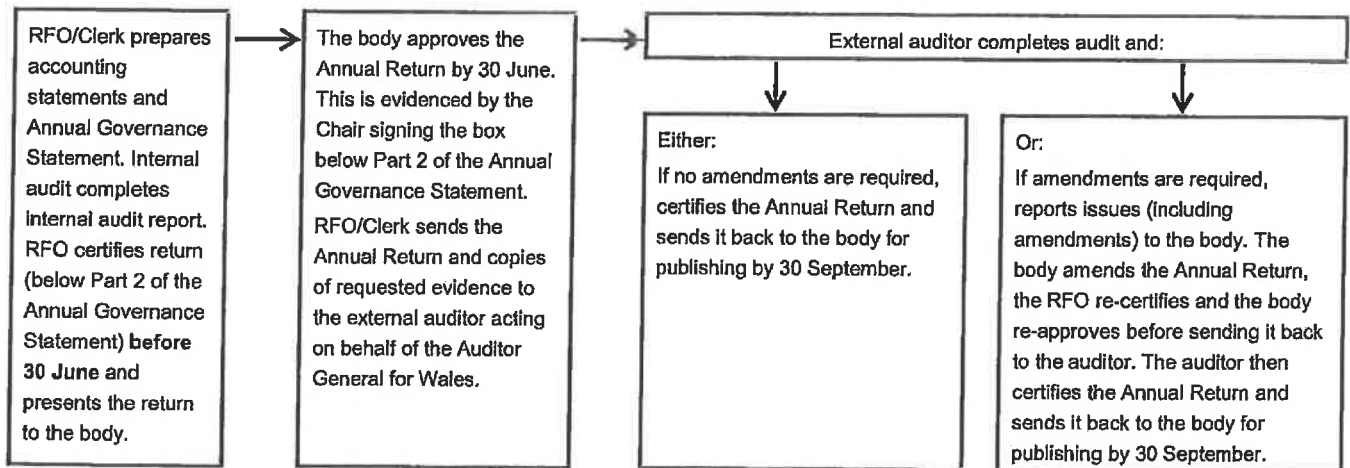 RFO/Clerk prepares
accounting
statements and
Annual Governance
Statement. Internal
audit completes
internal audit report.
RFO certifies return
(below Part 2 of the
Annual Governance
Statement) before
30 June and
presents the return
to the body.
The body approves the
Annual Return by 30 June.
This is evidenced by the
Chair signing the box
below Part 2 of the Annual
Governance Statement.
RFO/Clerk sends the
Annual Return and copies
of requested evidence to
the external auditor acting
on behalf of the Auditor
General for Wales.
External auditor completes audit and:
Either:
If no amendments are required,
certifies the Annual Return and
sends it back to the body for
publishing by 30 September.
Or:
If amendments are required,
reports issues (including
amendments) to the body. The
body amends the Annual Return,
the RFO re-certifies and the body
re-approves before sending it back
to the auditor. The auditor then
certifies the Annual Return and
sends it back to the body for
publishing by 30 September.